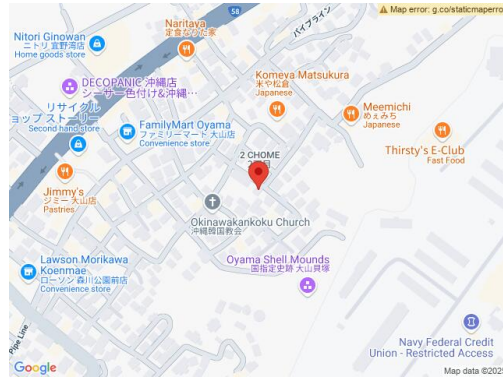 Map error: g.co/staticmaperro
58
パイプライン
Naritaya
定食なりた家
Nitori Ginowan
ニトリ 宜野湾店
Home goods store
DECOPANIC 沖縄店
シーサー色付け&沖縄…
Komeya Matsukura
米や松倉
Japanese
Meemichi
めぇみち
Japanese
リサイクル
ョップ ストーリー
Second hand store
FamilyMart Oyama
ファミリーマート 大山店
Convenience store
Thirsty's E-Club
Fast Food
2 CHOME
Jimmy's
ジミー 大山店
Pastries
Okinawakankoku Church
沖縄韓国教会
Oyama Shell Mounds
国指定史跡 大山貝塚
Lawson Morikawa
Koenmae
ローソン 森川公園前店
Convenience store
Pipe Line
Navy Federal Credit
Union - Restricted Access
Google
Map data ©202